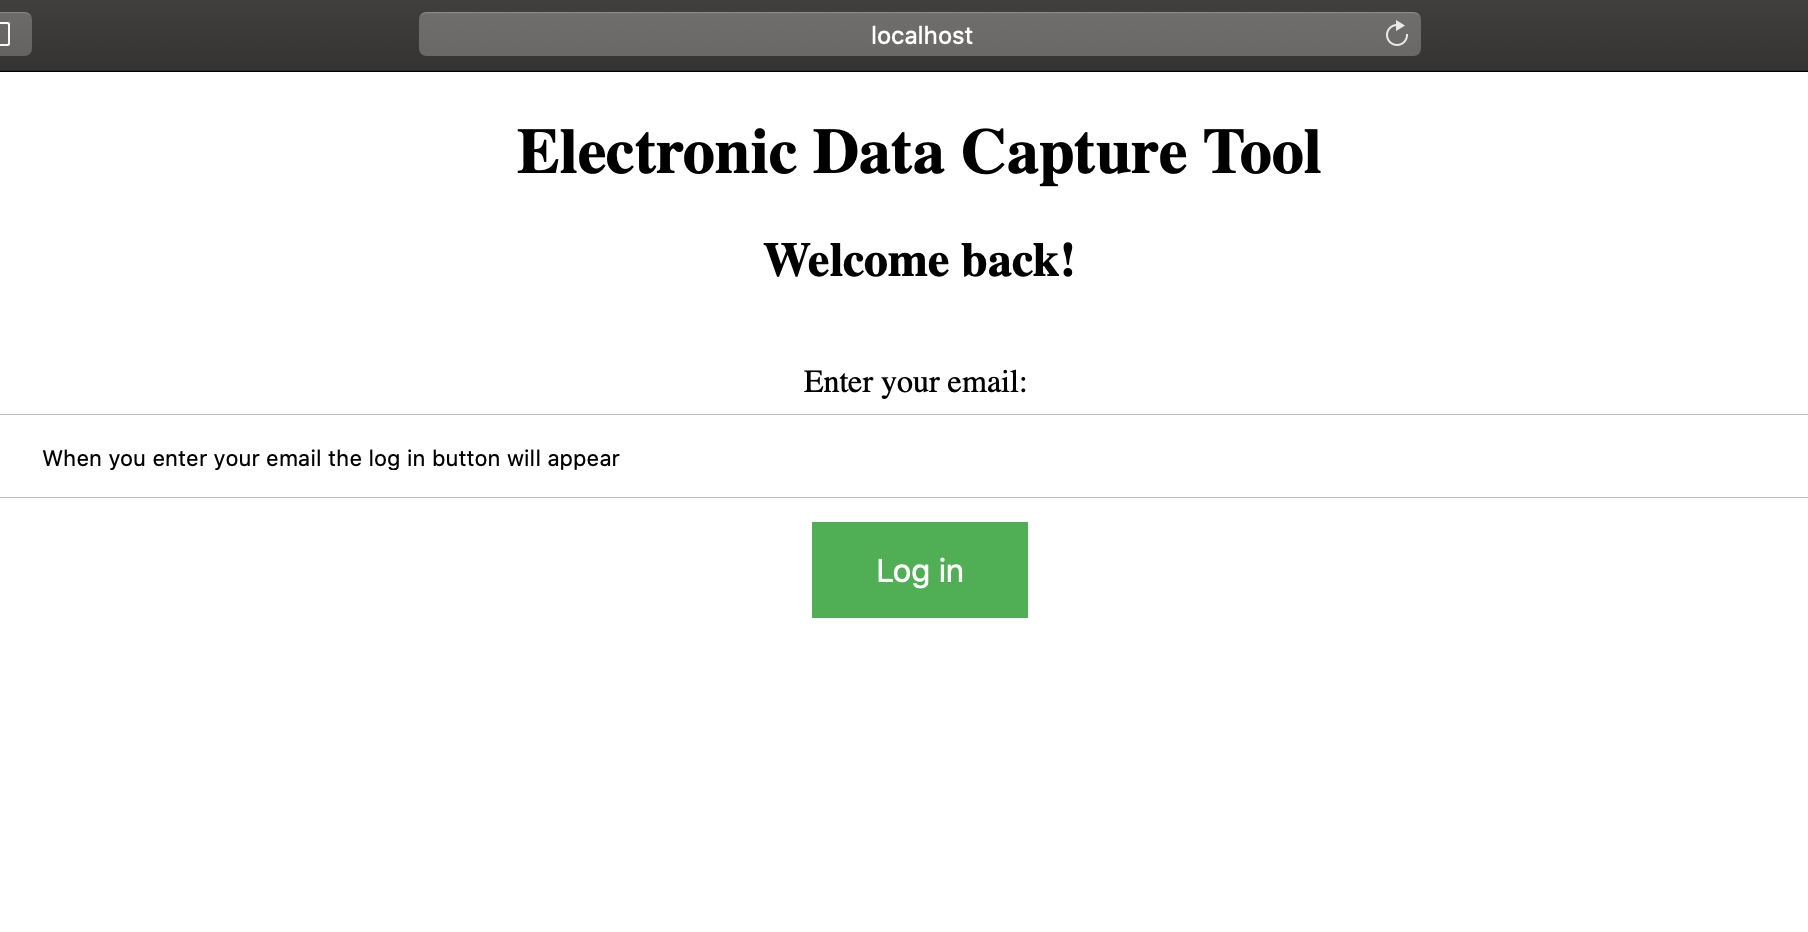 localhost
Electronic Data Capture Tool
Welcome back!
Enter your email:
When you enter your email the log in button will appear
Log in